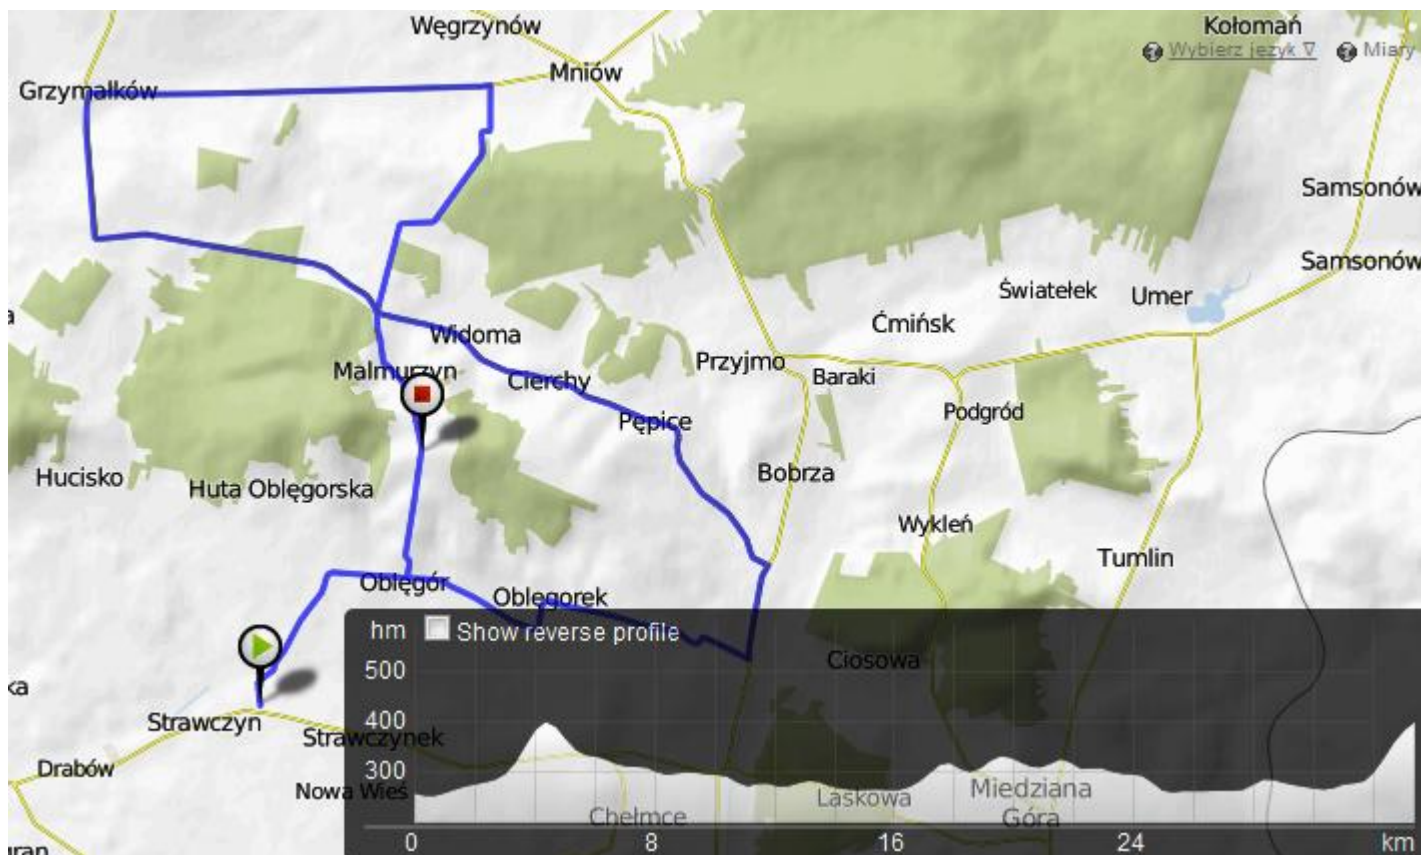 Węgrzynów
Kołomań
Wybierz język ∇
Miary
Mniów
Grzymałków
Samsonów
Samsonów
Światełek
Umer
Ćmińsk
Widoma
Przyjmo
Malmurzyn
Cierchy
Baraki
Podgród
Pępice
Bobrza
Hucisko
Huta Oblęgorska
Wykleń
Tumlin
Oblęgór
Oblęgorek
hm
Show reverse profile
Ciosowa
500
ka
Strawczyn
400
Strawczynek
Drabów
300
Nowa Wieś
Laskowa
Miedziana
Góra
Chełmce
0
8
16
24
km